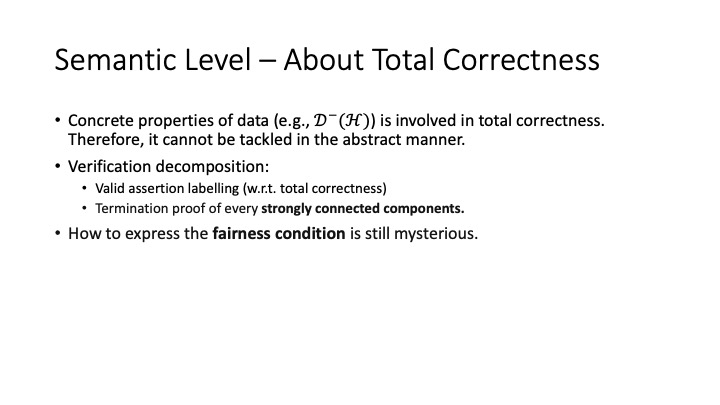 Semantic Level – About Total Correctness
• Concrete properties of data (e.g., 𝒟⁻(ℋ)) is involved in total correctness.
Therefore, it cannot be tackled in the abstract manner.
• Verification decomposition:
• Valid assertion labelling (w.r.t. total correctness)
• Termination proof of every strongly connected components.
• How to express the fairness condition is still mysterious.